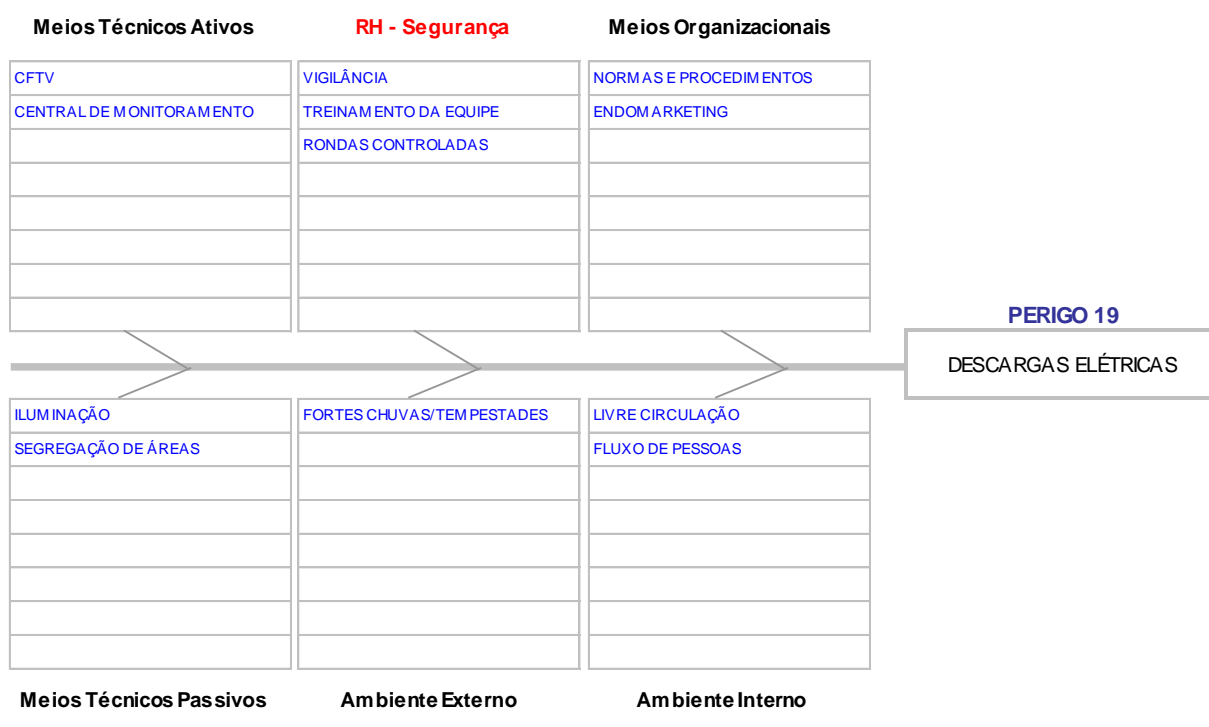 Meios Técnicos Ativos
RH - Segurança
Meios Organizacionais
CFTV
VIGILÂNCIA
NORMAS E PROCEDIMENTOS
CENTRAL DE MONITORAMENTO
TREINAMENTO DA EQUIPE
ENDOMARKETING
RONDAS CONTROLADAS
PERIGO 19
DESCARGAS ELÉTRICAS
ILUMINAÇÃO
FORTES CHUVAS/TEMPESTADES
LIVRE CIRCULAÇÃO
SEGREGAÇÃO DE ÁREAS
FLUXO DE PESSOAS
Meios Técnicos Passivos
Ambiente Externo
Ambiente Interno